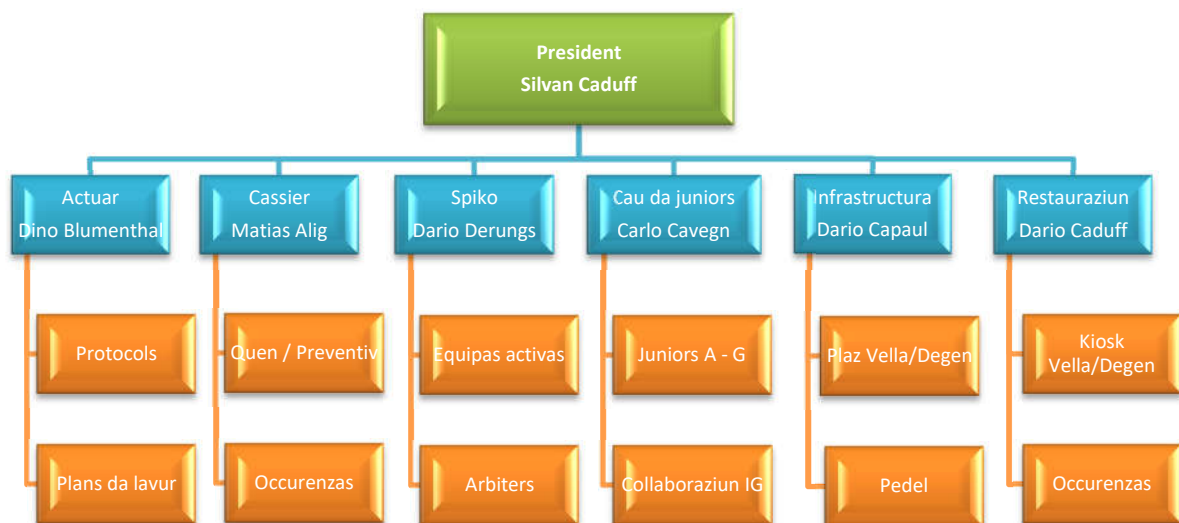 President
Silvan Caduff
Actuar
Dino Blumenthal
Cassier
Matias Alig
Spiko
Dario Derungs
Cau da juniors
Carlo Cavegn
Infrastructura
Dario Capaul
Restauraziun
Dario Caduff
Protocols
Quen / Preventiv
Equipas activas
Juniors A - G
Plaz Vella/Degen
Kiosk
Vella/Degen
Plans da lavur
Occurenzas
Arbiters
Collaboraziun IG
Pedel
Occurenzas